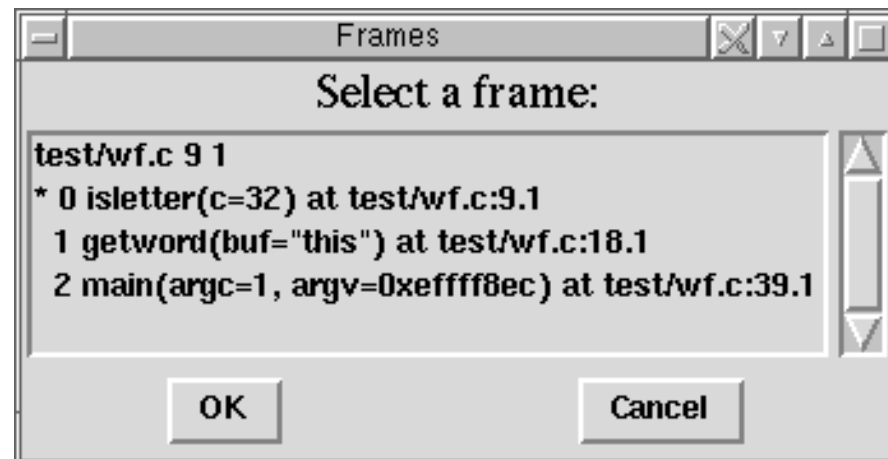 Frames
Select a frame:
test/wf.c 9 1
* 0 isletter(c=32) at test/wf.c:9.1
1 getword(buf="this") at test/wf.c:18.1
2 main(argc=1, argv=0xeffff8ec) at test/wf.c:39.1
OK Cancel